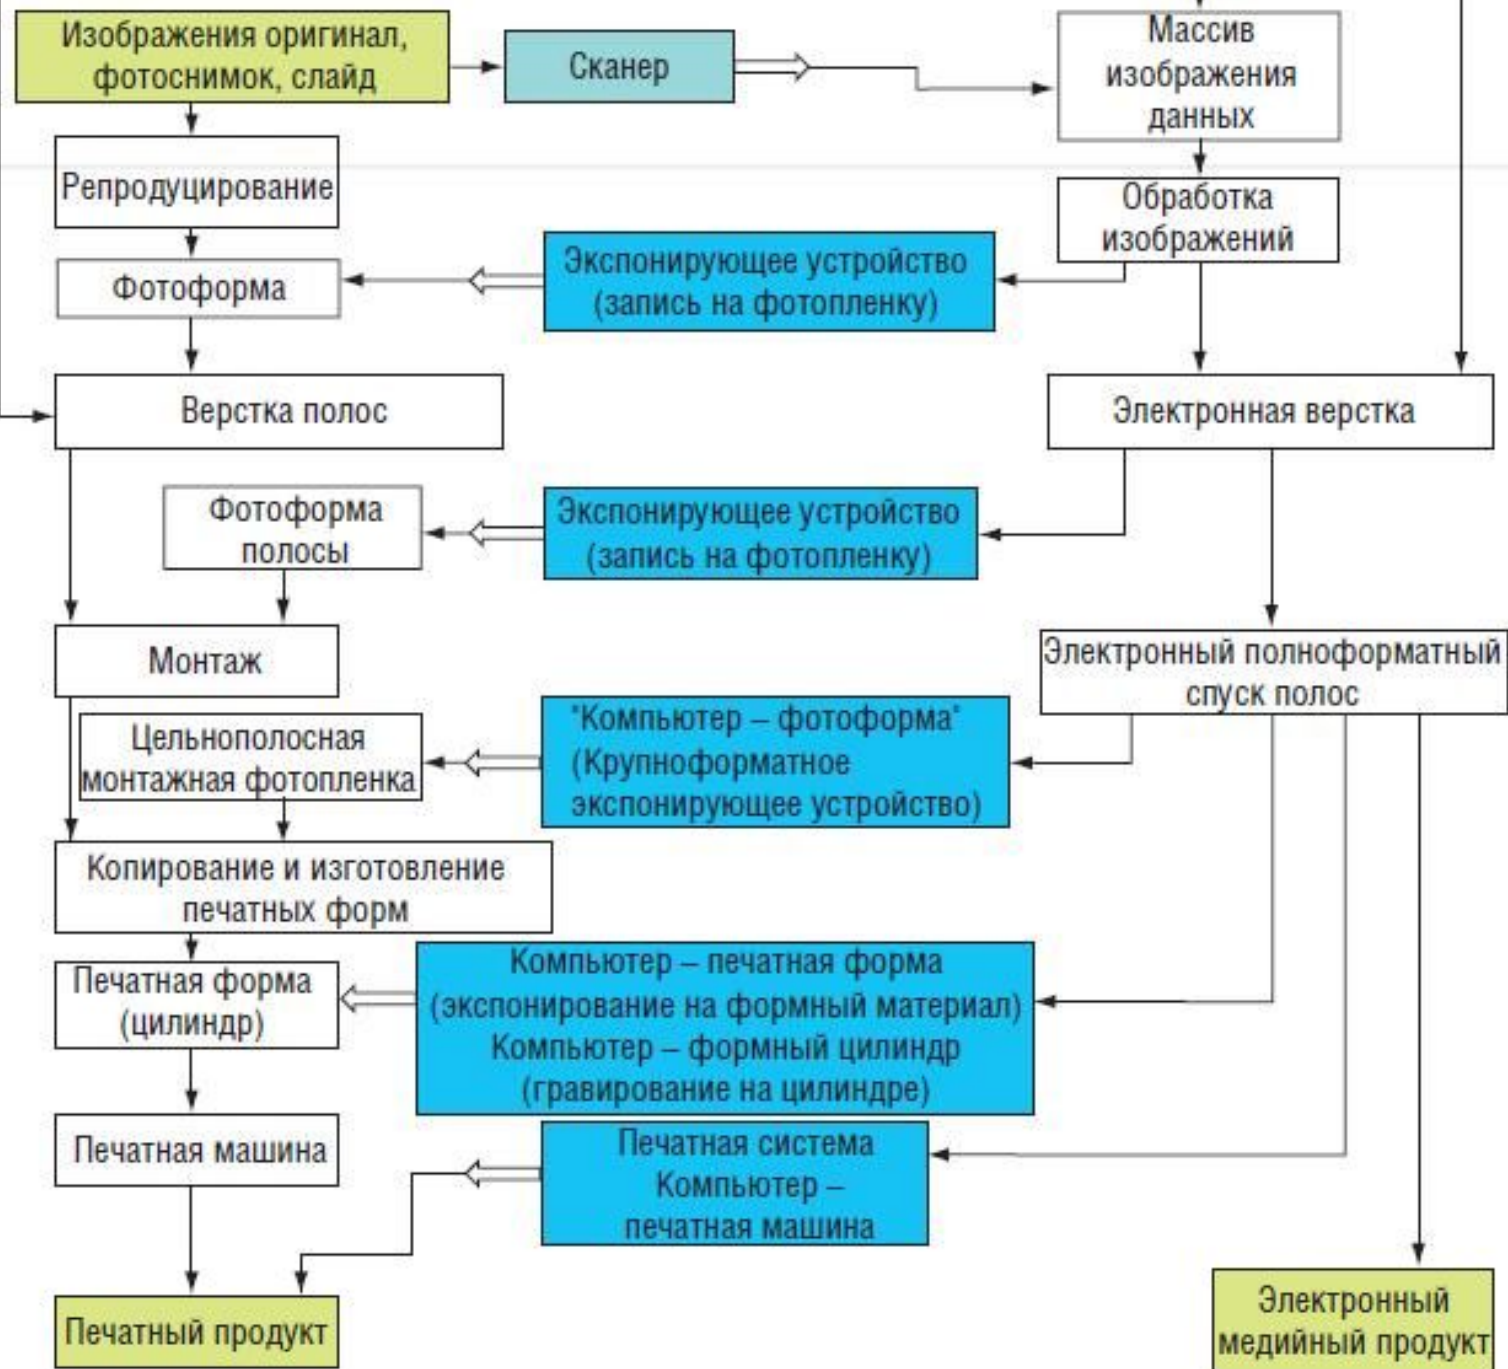 Изображения оригинал,
фотоснимок, слайд
Сканер
Массив
изображения
данных
Репродуцирование
Обработка
изображений
Фотоформа
Экспонирующее устройство
(запись на фотопленку)
Верстка полос
Электронная верстка
Фотоформа
полосы
Экспонирующее устройство
(запись на фотопленку)
Монтаж
Электронный полноформатный
спуск полос
Цельнополосная
монтажная фотопленка
"Компьютер – фотоформа"
(Крупноформатное
экспонирующее устройство)
Копирование и изготовление
печатных форм
Печатная форма
(цилиндр)
Компьютер – печатная форма
(экспонирование на формный материал)
Компьютер – формный цилиндр
(гравирование на цилиндре)
Печатная машина
Печатная система
Компьютер –
печатная машина
Печатный продукт
Электронный
медийный продукт